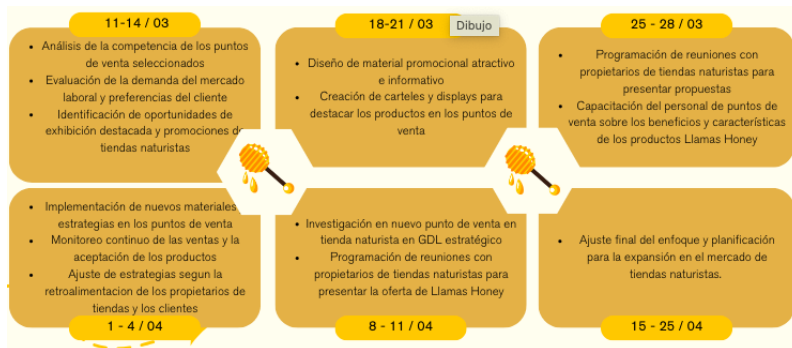 11-14 / 03
• Análisis de la competencia de los puntos
de venta seleccionados
• Evaluación de la demanda del mercado
laboral y preferencias del cliente
• Identificación de oportunidades de
exhibición destacada y promociones de
tiendas naturistas
18-21 / 03
Dibujo
• Diseño de material promocional atractivo
e informativo
• Creación de carteles y displays para
destacar los productos en los puntos de
venta
25 - 28 / 03
• Programación de reuniones con
propietarios de tiendas naturistas para
presentar propuestas
• Capacitación del personal de puntos de
venta sobre los beneficios y características
de los productos Llamas Honey
• Implementación de nuevos materiales
estrategias en los puntos de venta
• Monitoreo continuo de las ventas y la
aceptación de los productos
• Ajuste de estrategias segun la
retroalimentacion de los propietarios de
tiendas y los clientes
1 - 4 / 04
• Investigación en nuevo punto de venta en
tienda naturista en GDL estratégico
• Programación de reuniones con
propietarios de tiendas naturistas para
presentar la oferta de Llamas Honey
8 - 11 / 04
• Ajuste final del enfoque y planificación
para la expansión en el mercado de
tiendas naturistas.
15 - 25 / 04